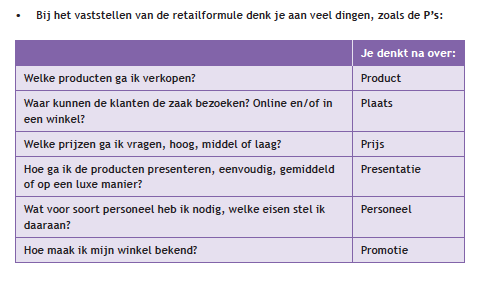 • Bij het vaststellen van de retailformule denk je aan veel dingen, zoals de P's:
Je denkt na over:
Welke producten ga ik verkopen? Product
Waar kunnen de klanten de zaak bezoeken? Online en/of in Plaats
een winkel?
Welke prijzen ga ik vragen, hoog, middel of laag? Prijs
Hoe ga ik de producten presenteren, eenvoudig, gemiddeld Presentatie
of op een luxe manier?
Wat voor soort personeel heb ik nodig, welke eisen stel ik Personeel
daaraan?
Hoe maak ik mijn winkel bekend? Promotie